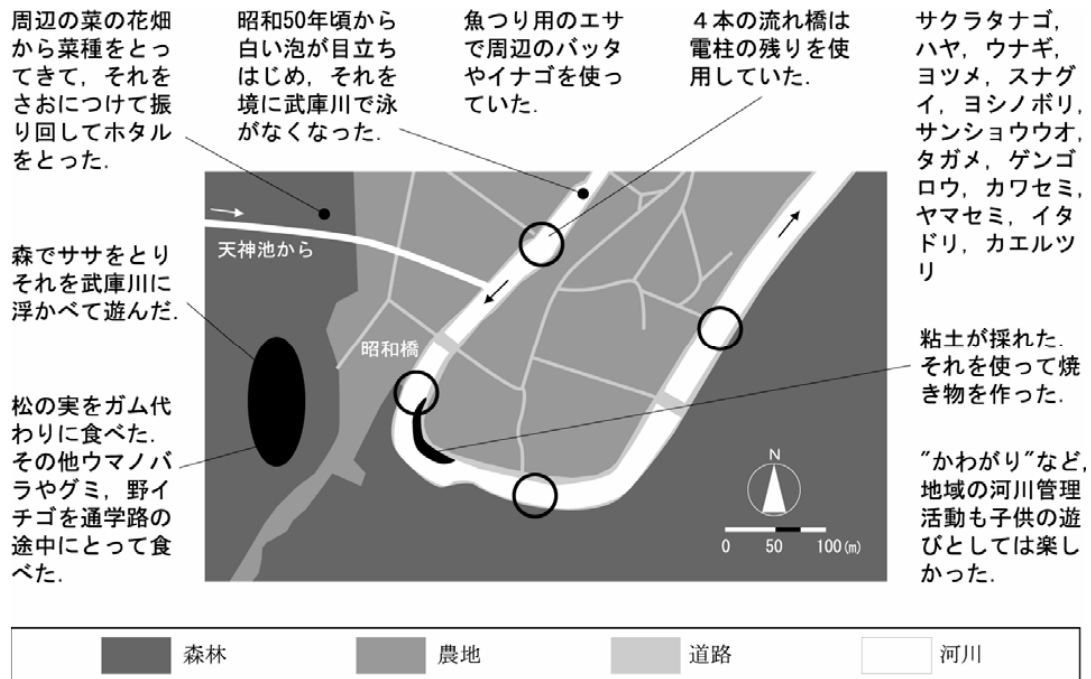 周辺の菜の花畑
から菜種をとっ
てきて，それを
さおにつけて振
り回してホタル
をとった．
昭和50年頃から
白い泡が目立ち
はじめ，それを
境に武庫川で泳
がなくなった．
魚つり用のエサ
で周辺のバッタ
やイナゴを使っ
ていた．
４本の流れ橋は
電柱の残りを使
用していた．
サクラタナゴ，
ハヤ，ウナギ，
ヨツメ，スナグ
イ，ヨシノボリ，
サンショウウオ，
タガメ，ゲンゴ
ロウ，カワセミ，
ヤマセミ，イタ
ドリ，カエルツ
リ
天神池から
森でササをとり
それを武庫川に
浮かべて遊んだ．
昭和橋
粘土が採れた．
それを使って焼
き物を作った．
松の実をガム代
わりに食べた．
その他ウマノバ
ラやグミ，野イ
チゴを通学路の
途中にとって食
べた．
"かわがり"など，
地域の河川管理
活動も子供の遊
びとしては楽し
かった．
N
0 50 100(m)
森林 農地 道路 河川